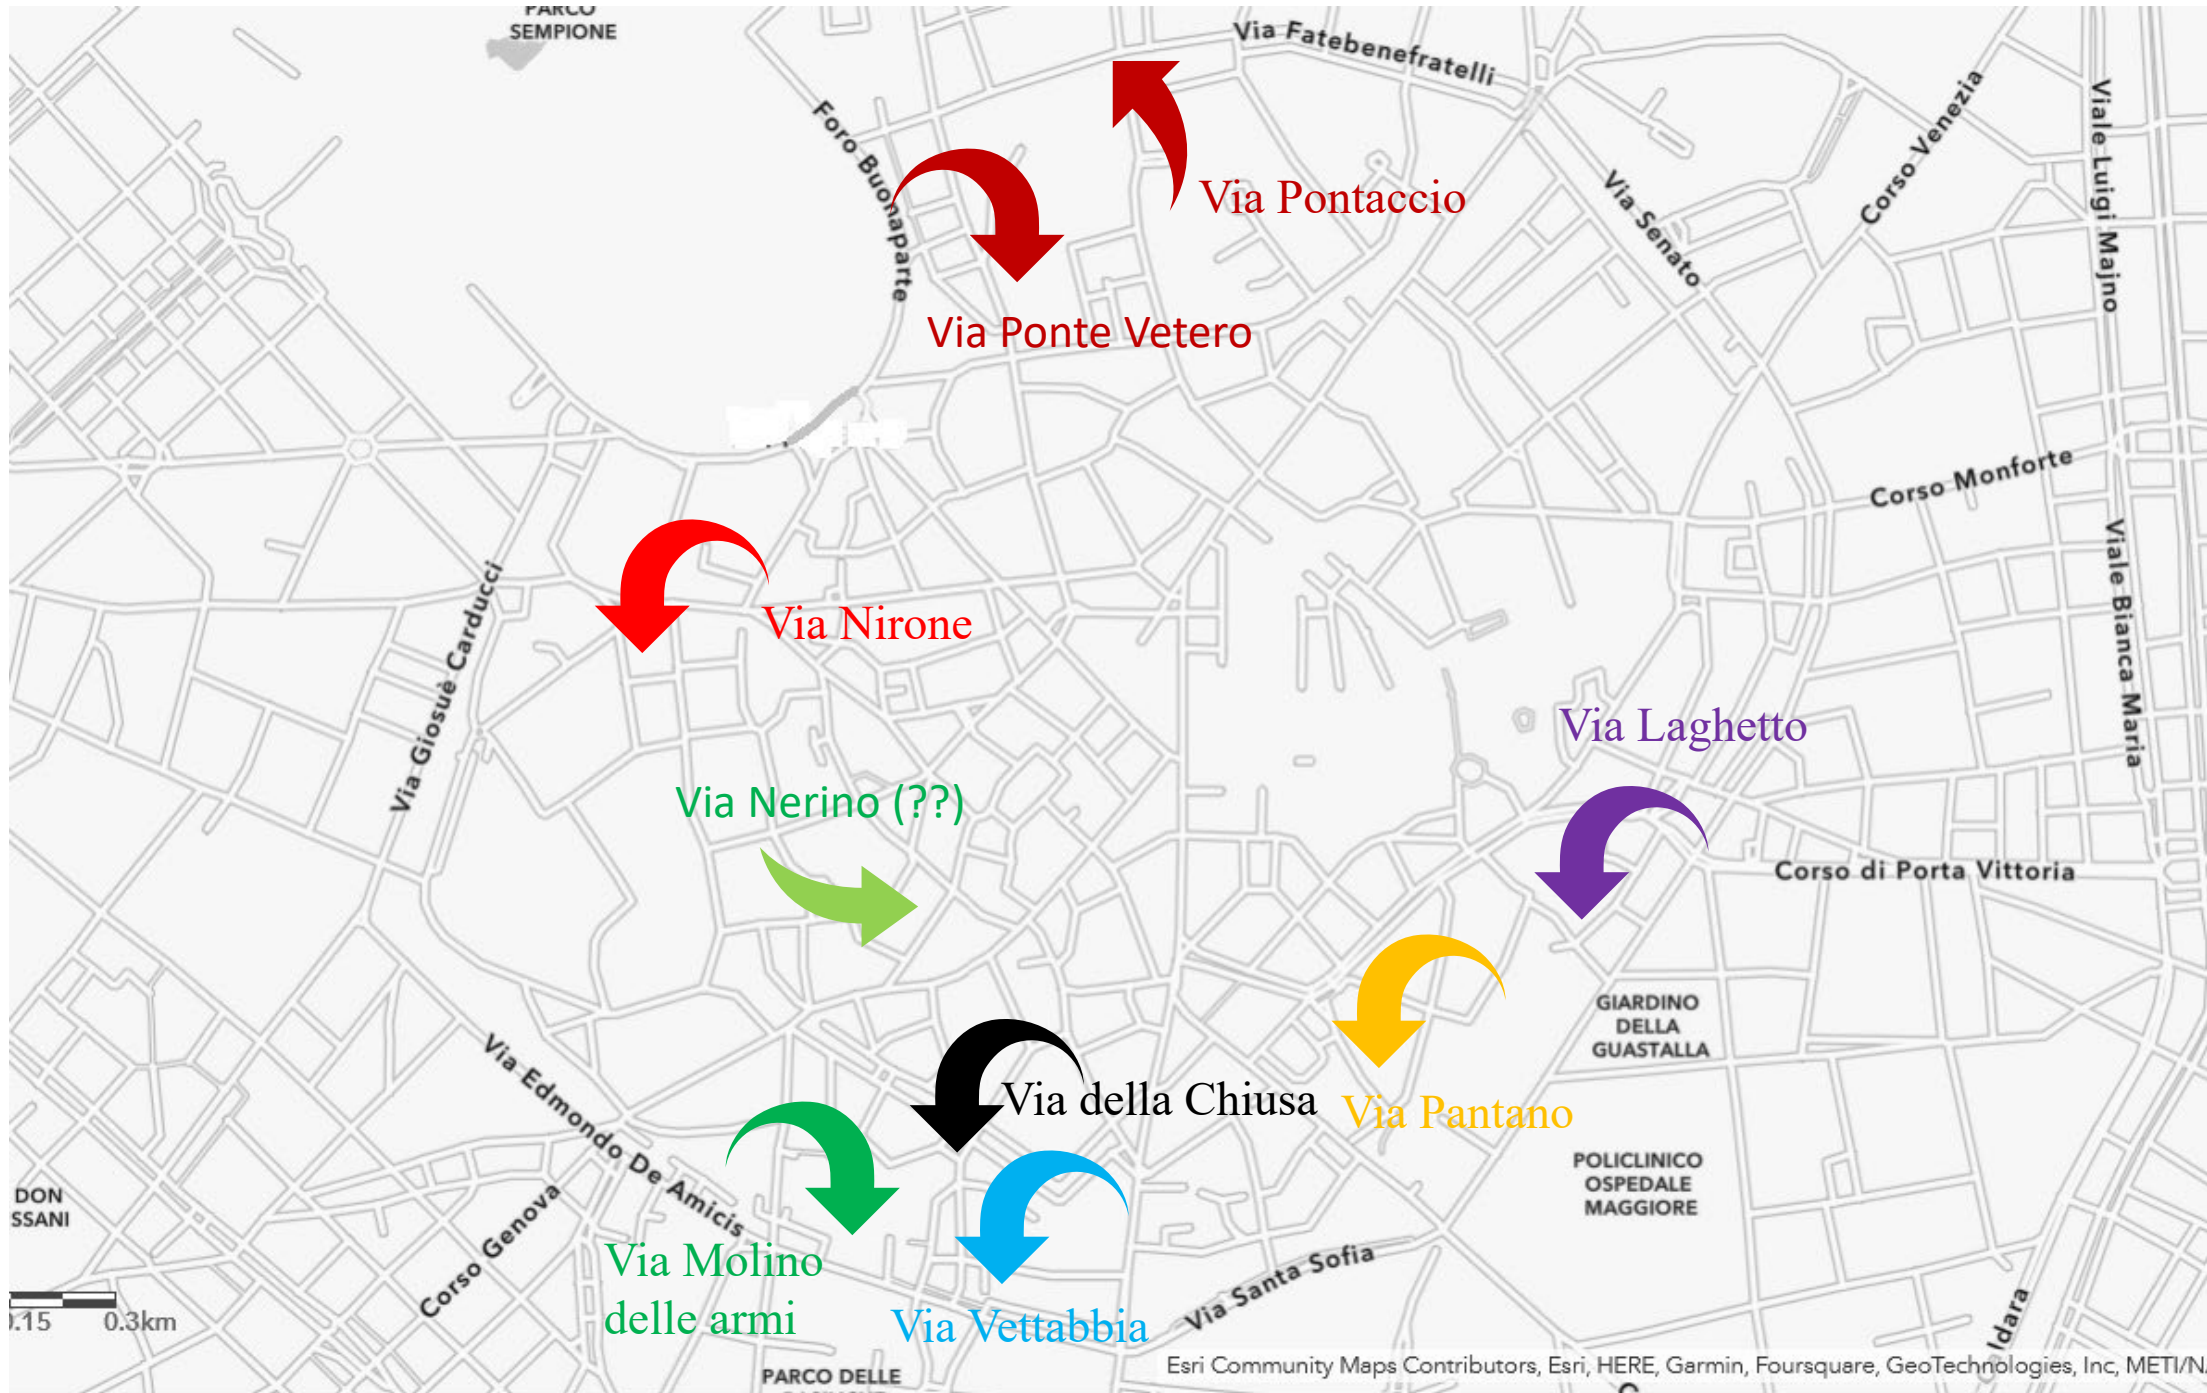 PARCO
SEMPIONE
Via Fatebenefratelli
Foro Buonaparte
Via Pontaccio
Via Senato
Corso Venezia
Viale Luigi Majno
Via Ponte Vetero
Corso Monforte
Via Giosuè Carducci
Via Nirone
Viale Bianca Maria
Via Laghetto
Via Nerino (??)
Corso di Porta Vittoria
GIARDINO
DELLA
GUASTALLA
Via Edmondo De Amicis
Via della Chiusa
Via Pantano
POLICLINICO
OSPEDALE
MAGGIORE
DON
SSANI
Corso Genova
Via Molino
delle armi
Via Santa Sofia
Via Vettabbia
0.15 0.3km
ldara
PARCO DELLE
Esri Community Maps Contributors, Esri, HERE, Garmin, Foursquare, GeoTechnologies, Inc, METI/N